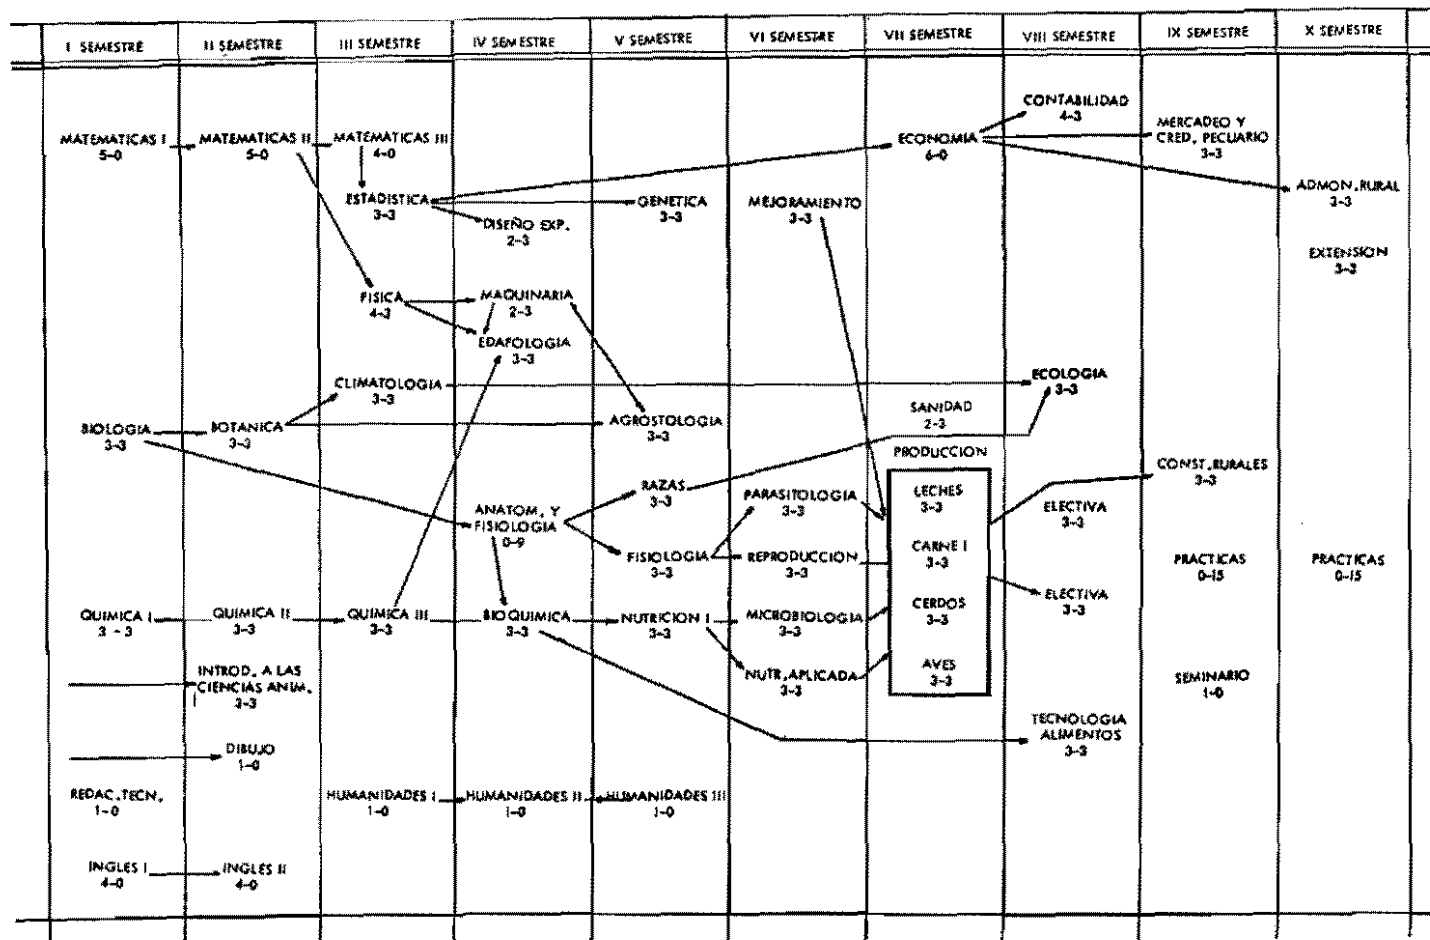 I SEMESTRE
II SEMESTRE
III SEMESTRE
IV SEMESTRE
V SEMESTRE
VI SEMESTRE
VII SEMESTRE
VIII SEMESTRE
IX SEMESTRE
X SEMESTRE
MATEMATICAS I
5-0
BIOLOGIA
3-3
QUIMICA I
3-3
REDAC.TECN.
1-0
INGLES I
4-0
MATEMATICAS II
5-0
BOTANICA
3-3
QUIMICA II
3-3
INTROD. A LAS
CIENCIAS ANIM.
3-3
DIBUJO
1-0
INGLES II
4-0
MATEMATICAS III
4-0
ESTADISTICA
3-3
FISICA
4-3
CLIMATOLOGIA
3-3
QUIMICA III
3-3
HUMANIDADES I
1-0
DISEÑO EXP.
2-3
MAQUINARIA
2-3
EDAFOLOGIA
3-3
ANATOM. Y
FISIOLOGIA
0-9
BIOQUIMICA
3-3
HUMANIDADES II
1-0
GENETICA
3-3
AGROSTOLOGIA
3-3
RAZAS
3-3
FISIOLOGIA
3-3
NUTRICION I
3-3
HUMANIDADES III
1-0
MEJORAMIENTO
3-3
PARASITOLOGIA
3-3
REPRODUCCION
3-3
MICROBIOLOGIA
3-3
NUTR.APLICADA
3-3
ECONOMIA
6-0
SANIDAD
2-3
PRODUCCION
LECHES
3-3
CARNE I
3-3
CERDOS
3-3
AVES
3-3
CONTABILIDAD
4-3
ECOLOGIA
3-3
ELECTIVA
3-3
ELECTIVA
3-3
TECNOLOGIA
ALIMENTOS
3-3
MERCADEO Y
CRED. PECUARIO
3-3
CONST.RURALES
3-3
PRACTICAS
0-15
SEMINARIO
1-0
ADMON.RURAL
3-3
EXTENSION
3-3
PRACTICAS
0-15